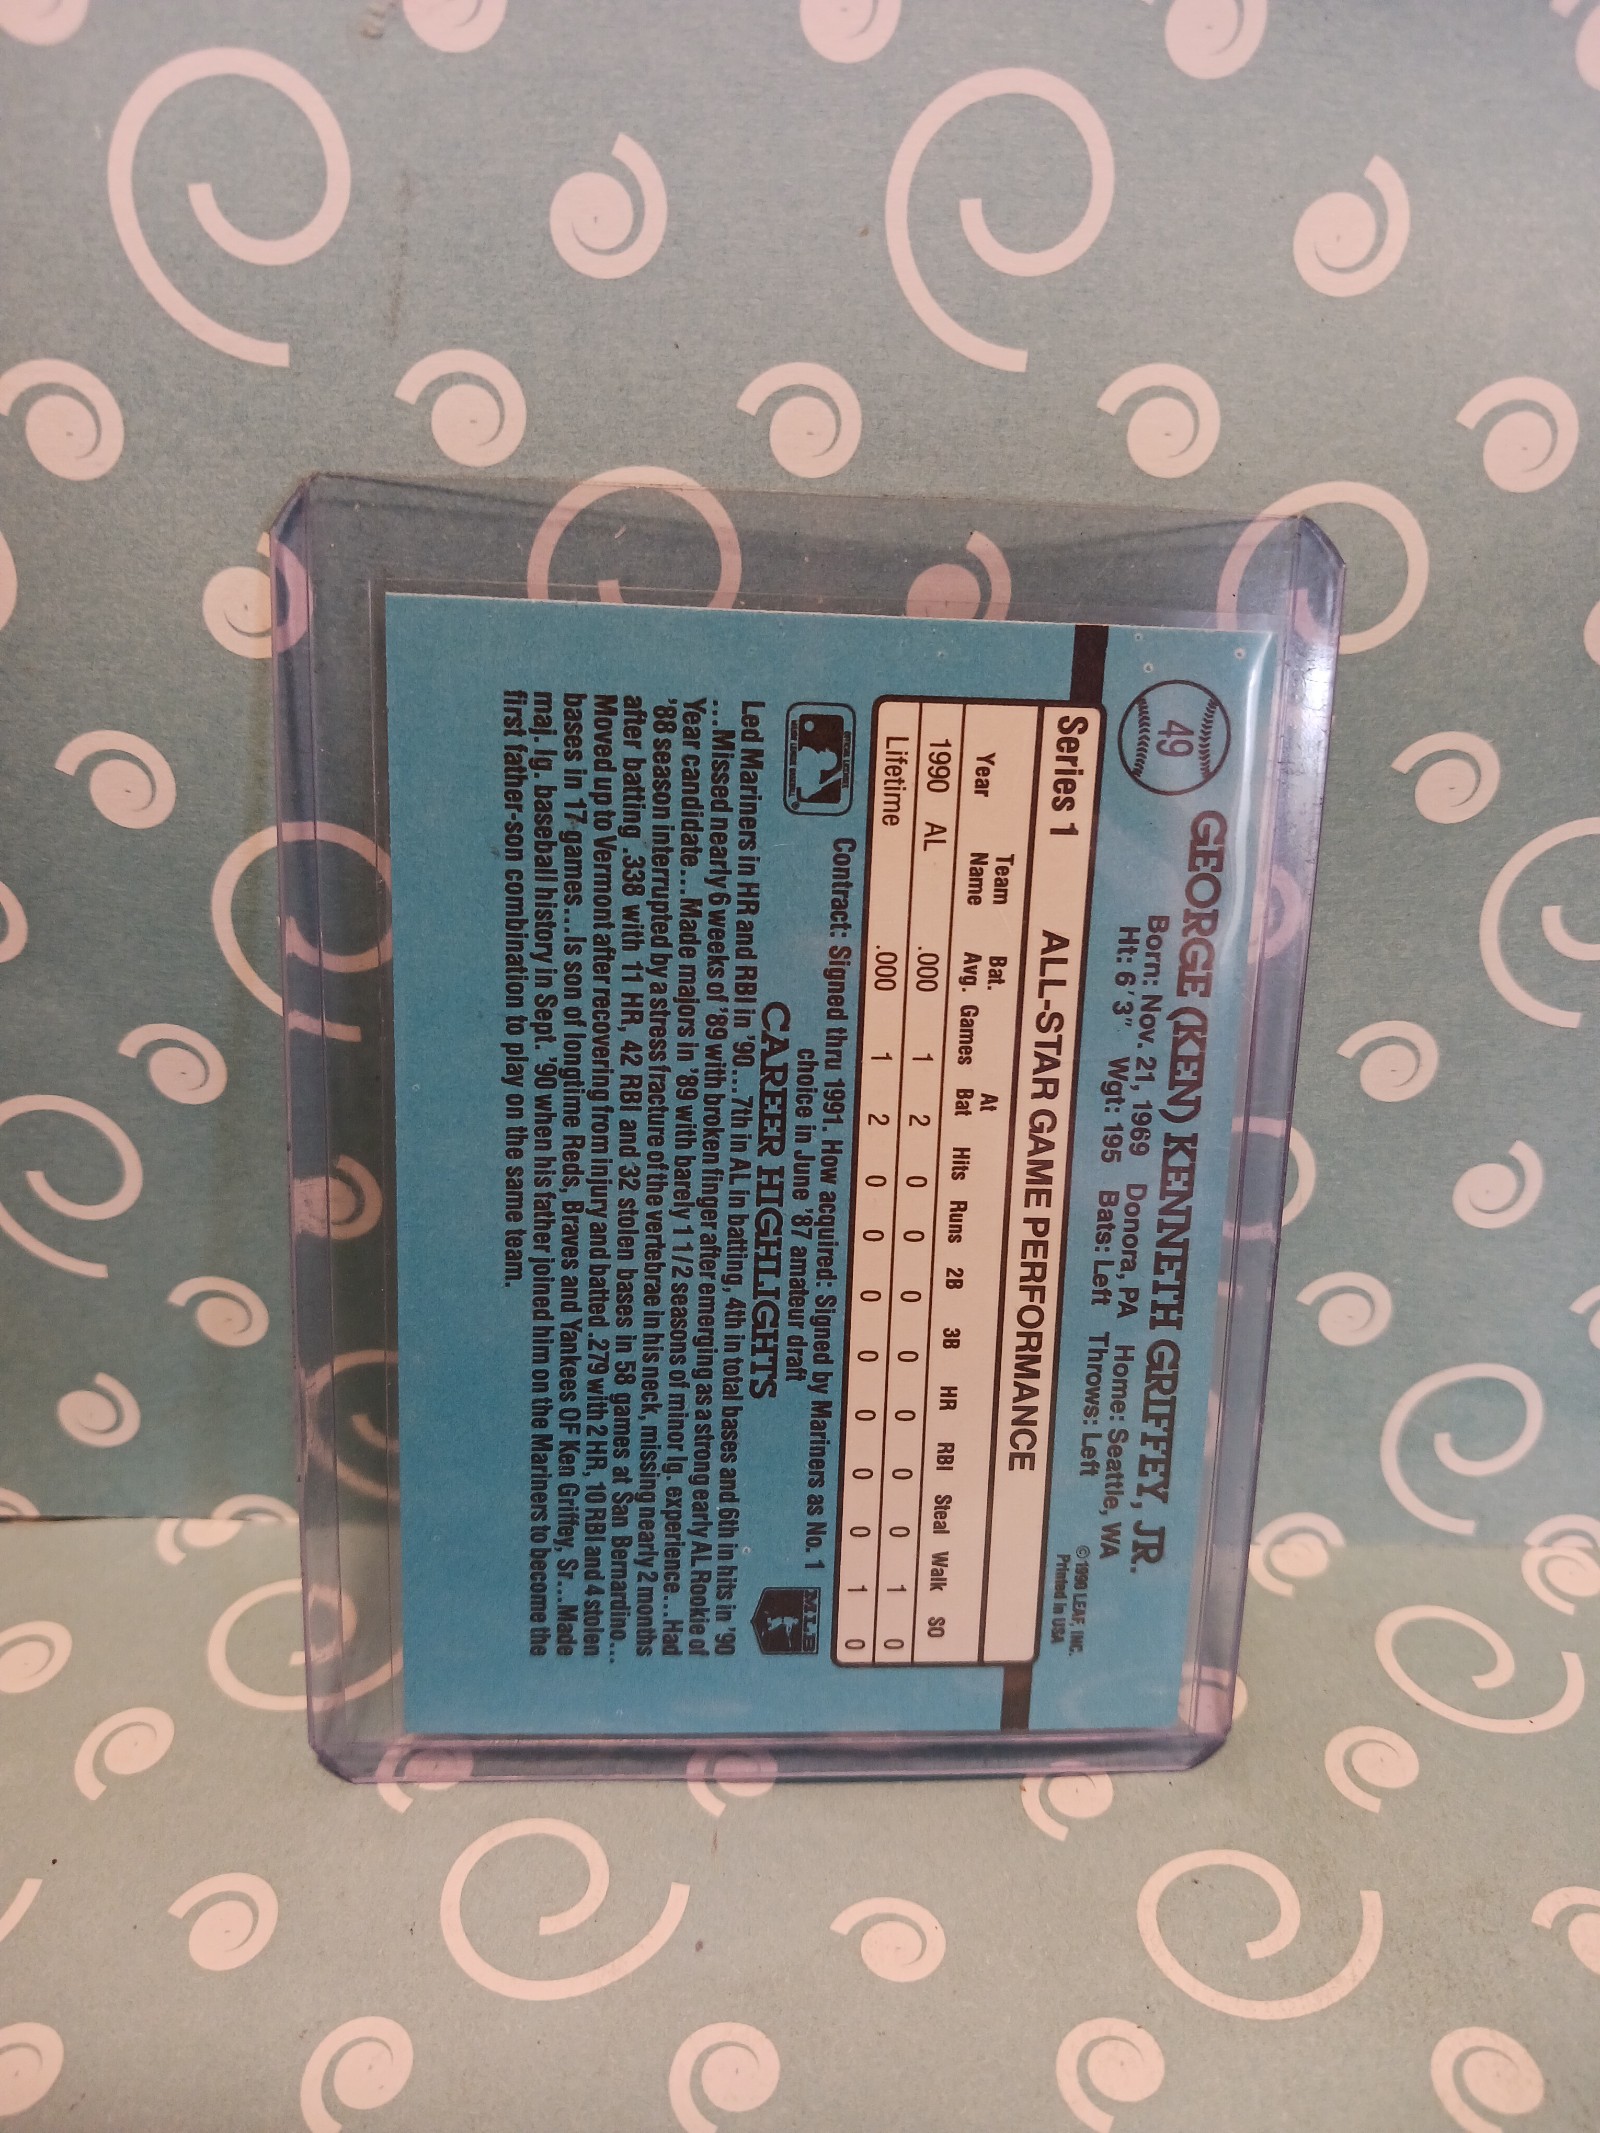 49
GEORGE (KEN) KENNETH GRIFFEY, JR.
Born: Nov. 21, 1969 Donora, PA Home: Seattle, WA
Ht: 6'3" Wgt: 195 Bats: Left Throws: Left
©1990 LEAF, INC.
Printed in USA
Series 1 ALL-STAR GAME PERFORMANCE
Year Team Name Bat. Avg. Games At Bat Hits Runs 2B 3B HR RBI Steal Walk SO
1990 AL .000 1 2 0 0 0 0 0 0 0 1 0
Lifetime .000 1 2 0 0 0 0 0 0 0 1 0
Contract: Signed thru 1991. How acquired: Signed by Mariners as No. 1
choice in June '87 amateur draft
MLB
CAREER HIGHLIGHTS
Led Mariners in HR and RBI in '90...7th in AL in batting, 4th in total bases and 6th in hits in '90
...Missed nearly 6 weeks of '89 with broken finger after emerging as a strong early AL Rookie of
Year candidate...Made majors in '89 with barely 1 1/2 seasons of minor lg. experience...Had
'88 season interrupted by a stress fracture of the vertebrae in his neck, missing nearly 2 months
after batting .338 with 11 HR, 42 RBI and 32 stolen bases in 58 games at San Bernardino...
Moved up to Vermont after recovering from injury and batted .279 with 2 HR, 10 RBI and 4 stolen
bases in 17 games...Is son of longtime Reds, Braves and Yankees OF Ken Griffey, Sr...Made
maj. lg. baseball history in Sept. '90 when his father joined him on the Mariners to become the
first father-son combination to play on the same team.